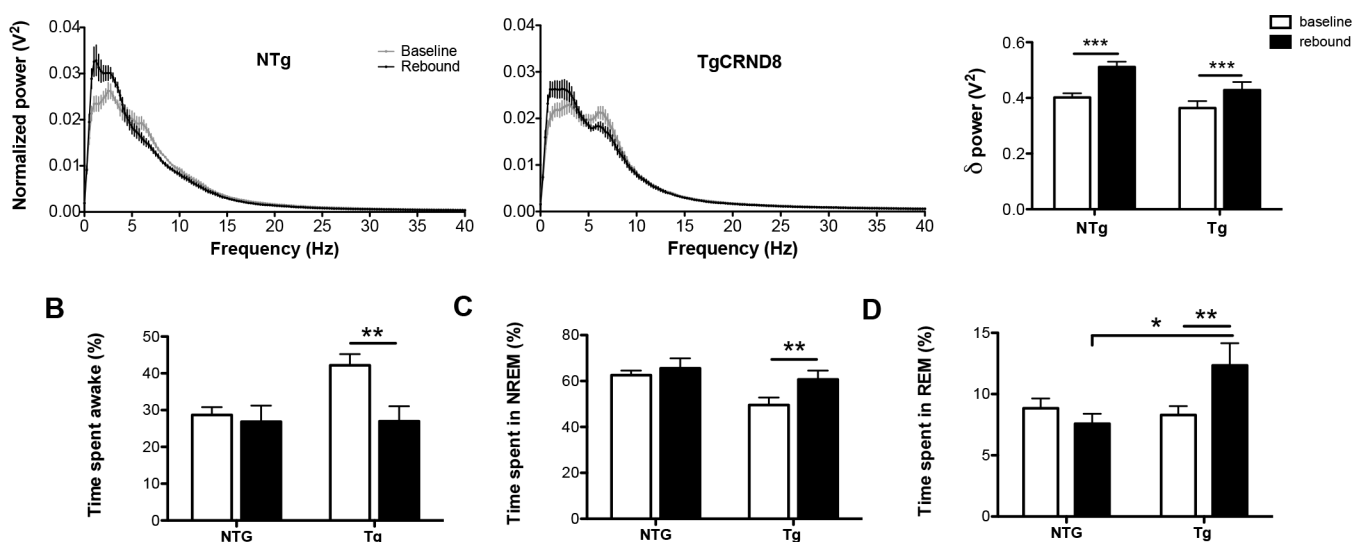 NTg
Baseline
Rebound
Normalized power (V²)
0.04
0.03
0.02
0.01
0.00
0 5 10 15 20 25 30 35 40
Frequency (Hz)
TgCRND8
0.04
0.03
0.02
0.01
0.00
0 5 10 15 20 25 30 35 40
Frequency (Hz)
baseline
rebound
δ power (V²)
0.6
0.4
0.2
0.0
***
***
NTg Tg
B
Time spent awake (%)
50
40
30
20
10
0
**
NTG Tg
C
Time spent in NREM (%)
80
60
40
20
0
**
NTG Tg
D
Time spent in REM (%)
15
10
5
0
*
**
NTG Tg